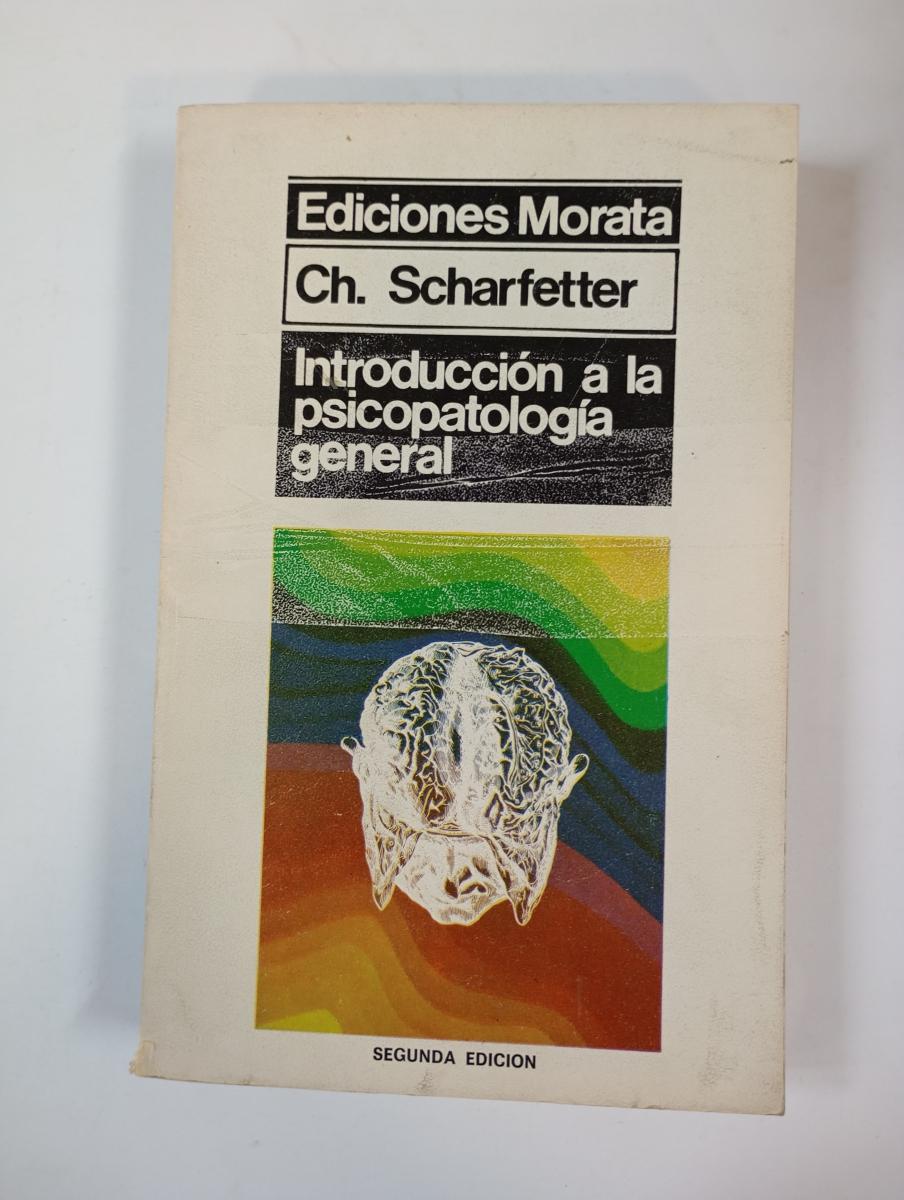 Ediciones Morata
Ch. Scharfetter
Introducción a la
psicopatología
general
SEGUNDA EDICION